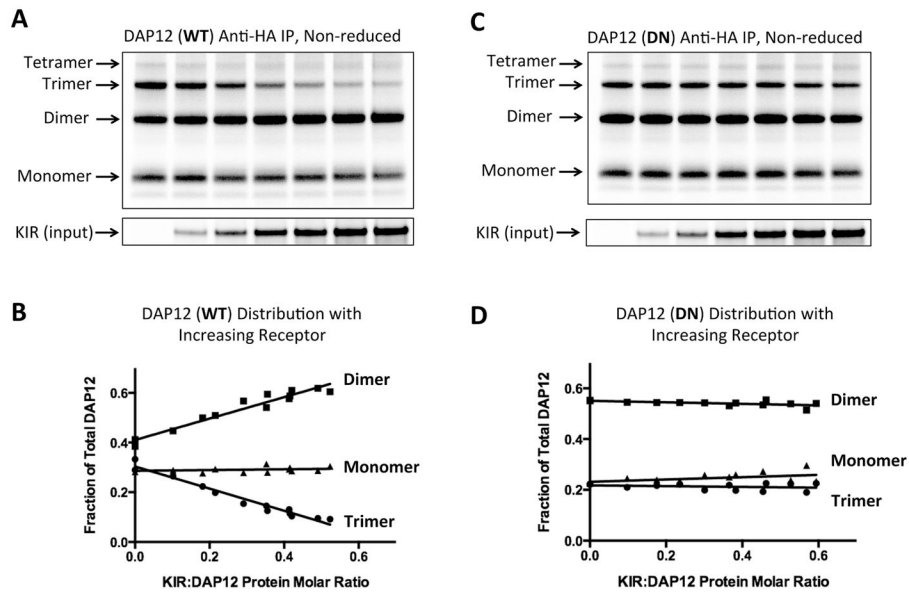 A
DAP12 (WT) Anti-HA IP, Non-reduced
Tetramer
Trimer
Dimer
Monomer
KIR (input)
C
DAP12 (DN) Anti-HA IP, Non-reduced
Tetramer
Trimer
Dimer
Monomer
KIR (input)
B
DAP12 (WT) Distribution with
Increasing Receptor
Fraction of Total DAP12
0.6
0.4
0.2
0.0
Dimer
Monomer
Trimer
0.0 0.2 0.4 0.6
KIR:DAP12 Protein Molar Ratio
D
DAP12 (DN) Distribution with
Increasing Receptor
Fraction of Total DAP12
0.6
0.4
0.2
0.0
Dimer
Monomer
Trimer
0.0 0.2 0.4 0.6
KIR:DAP12 Protein Molar Ratio